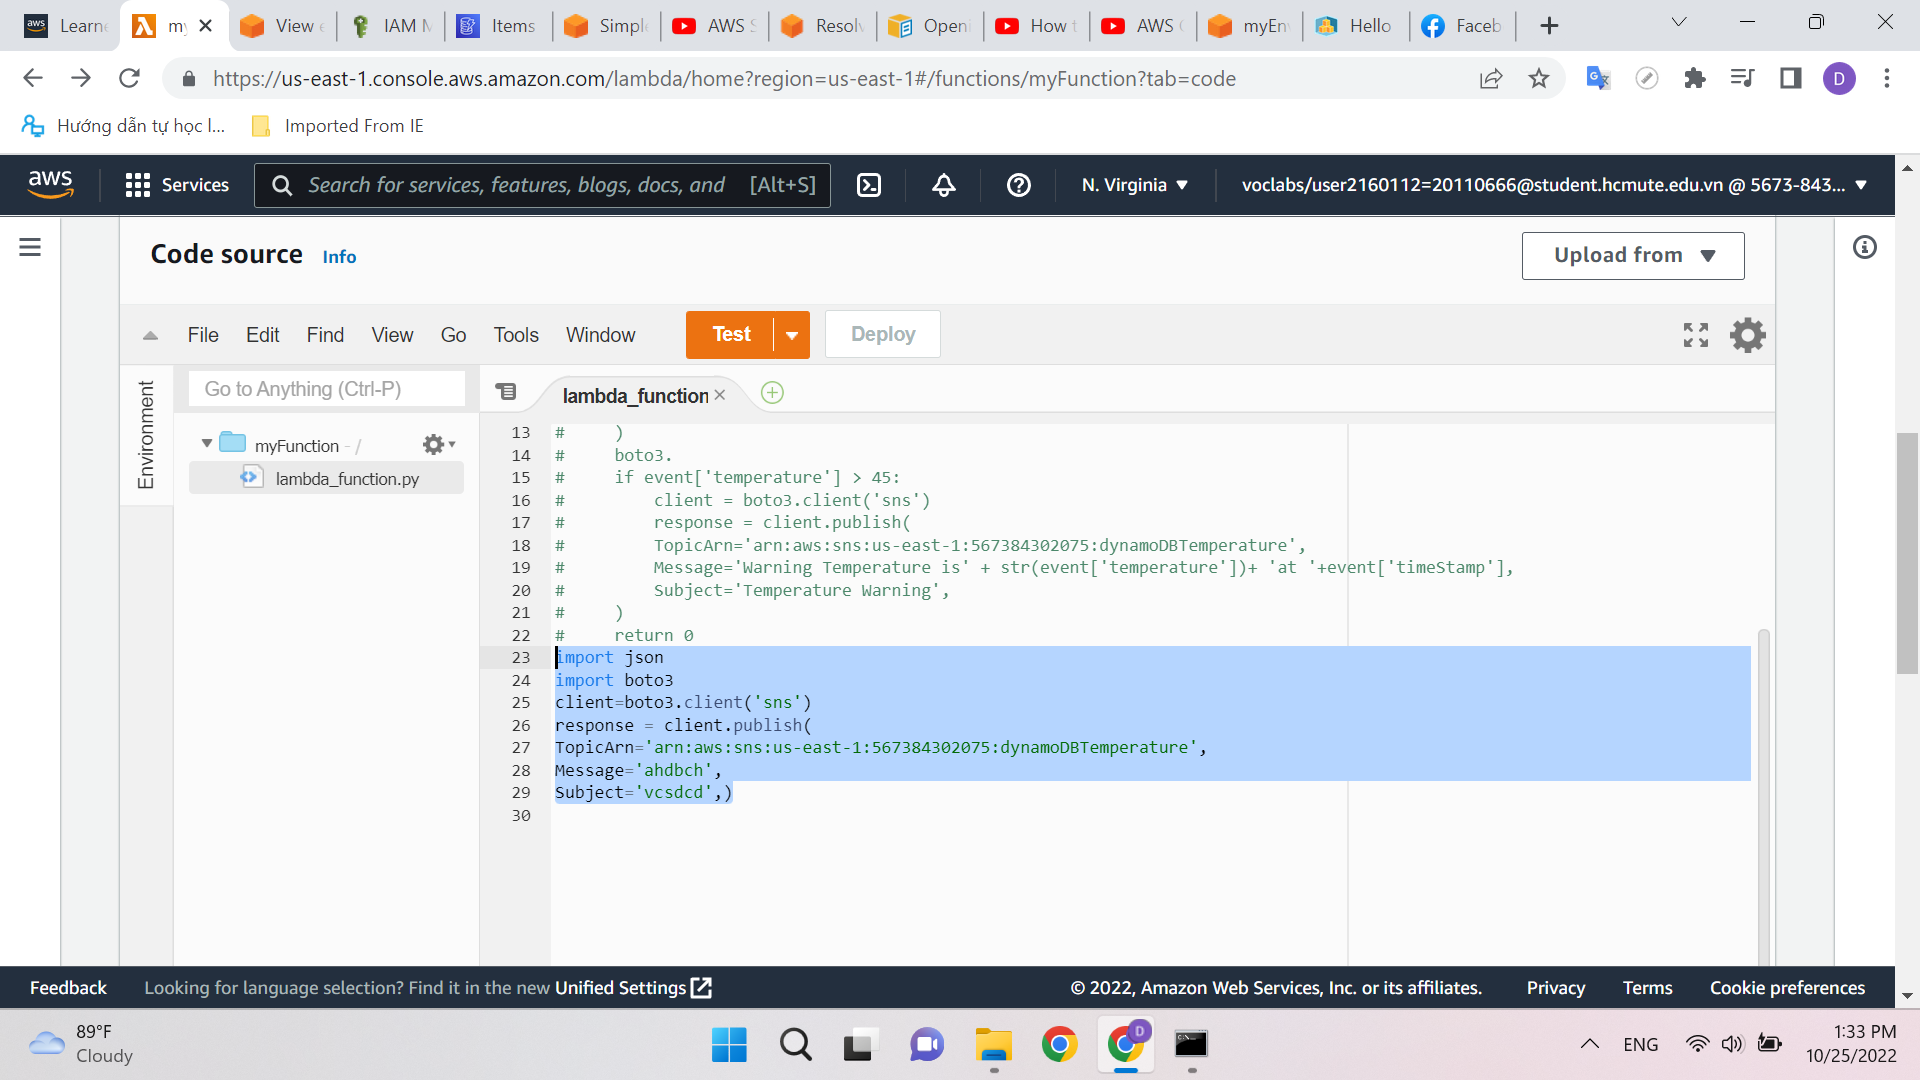 aws Learne
my
View e
IAM M
Items
Simple
AWS S
Resolv
Openi
How t
AWS C
myEnv
Hello
Faceb
https://us-east-1.console.aws.amazon.com/lambda/home?region=us-east-1#/functions/myFunction?tab=code
D
Hướng dẫn tự học l...
Imported From IE
aws
Services
Search for services, features, blogs, docs, and [Alt+S]
N. Virginia
voclabs/user2160112=20110666@student.hcmute.edu.vn @ 5673-843...
Code source Info
Upload from
File Edit Find View Go Tools Window
Test
Deploy
Environment
Go to Anything (Ctrl-P)
myFunction - /
lambda_function.py
lambda_function
13 # )
14 # boto3.
15 # if event['temperature'] > 45:
16 # client = boto3.client('sns')
17 # response = client.publish(
18 # TopicArn='arn:aws:sns:us-east-1:567384302075:dynamoDBTemperature',
19 # Message='Warning Temperature is' + str(event['temperature'])+ 'at '+event['timeStamp'],
20 # Subject='Temperature Warning',
21 # )
22 # return 0
23 import json
24 import boto3
25 client=boto3.client('sns')
26 response = client.publish(
27 TopicArn='arn:aws:sns:us-east-1:567384302075:dynamoDBTemperature',
28 Message='ahdbch',
29 Subject='vcsdcd',)
30
Feedback
Looking for language selection? Find it in the new Unified Settings
© 2022, Amazon Web Services, Inc. or its affiliates.
Privacy
Terms
Cookie preferences
89°F
Cloudy
D
ENG
1:33 PM
10/25/2022